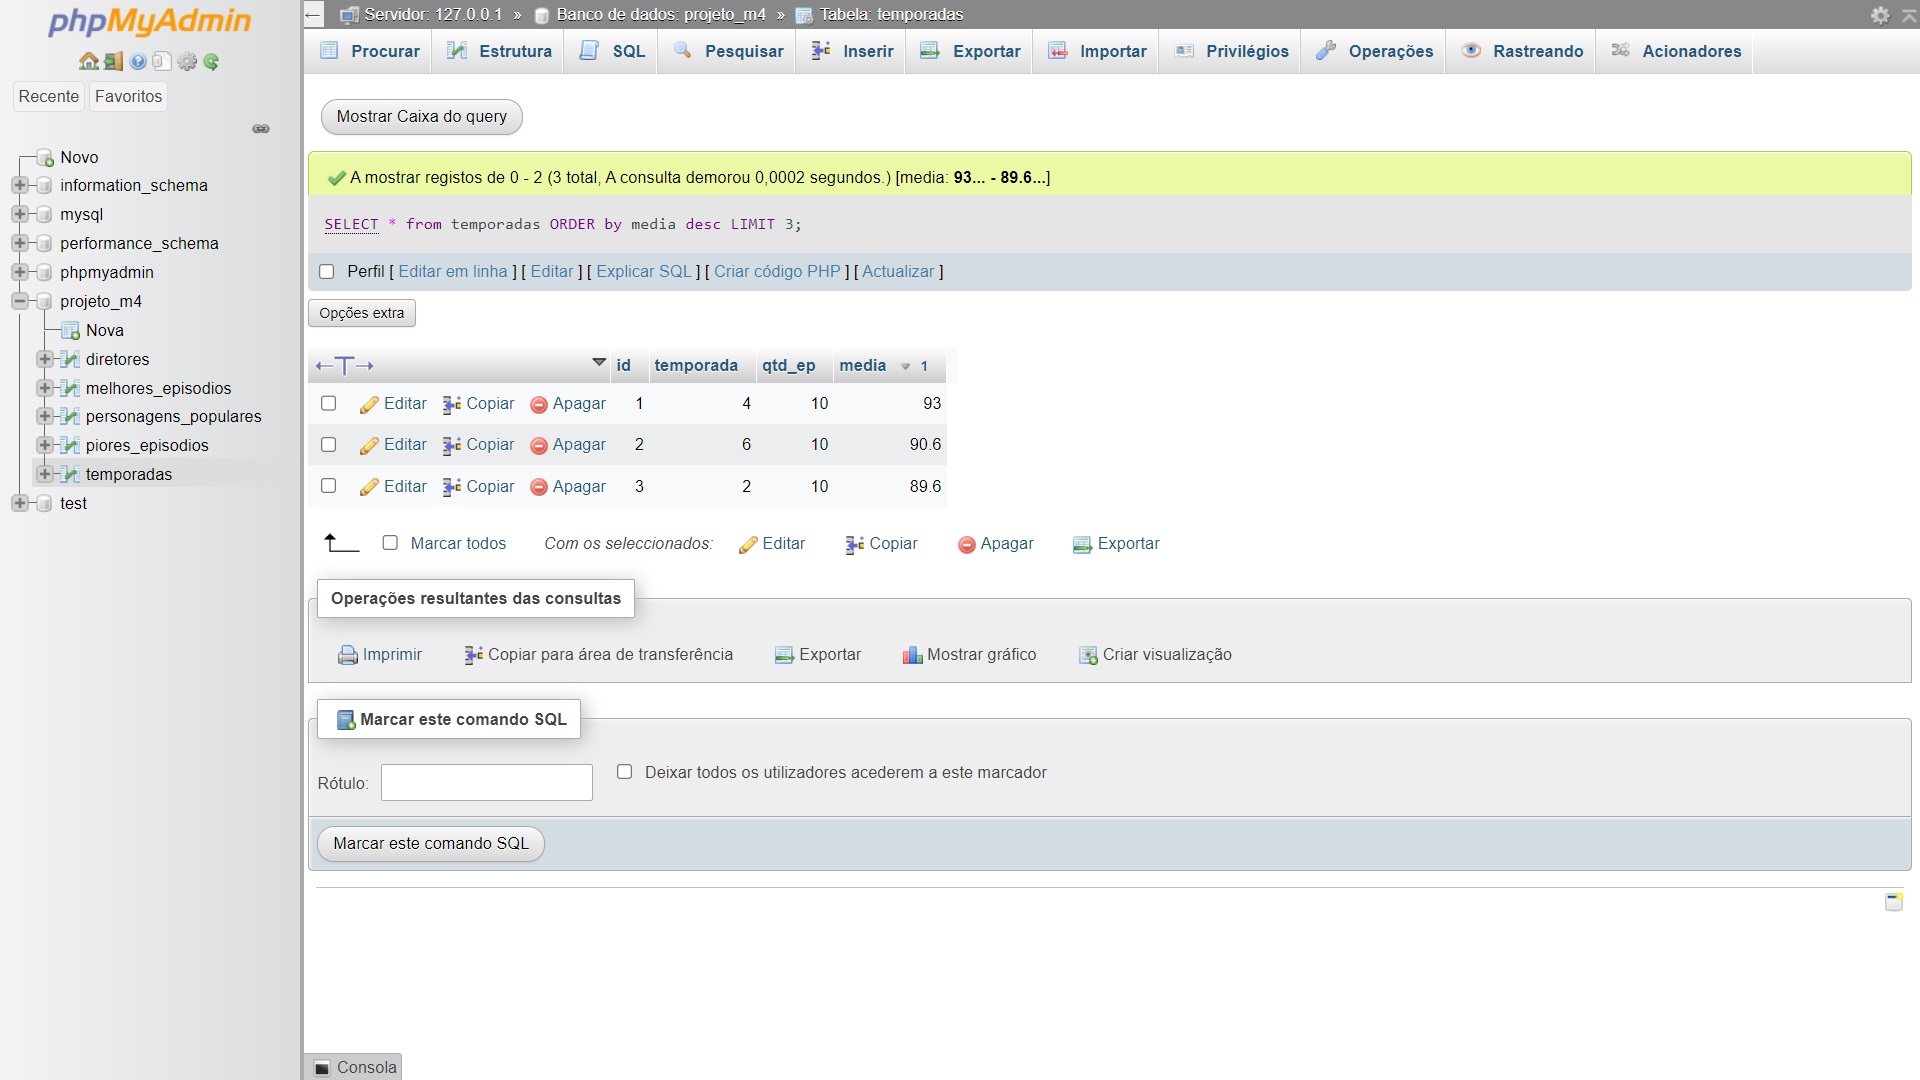 phpMyAdmin
Recente Favoritos
Novo
information_schema
mysql
performance_schema
phpmyadmin
projeto_m4
Nova
diretores
melhores_episodios
personagens_populares
piores_episodios
temporadas
test
Servidor: 127.0.0.1 » Banco de dados: projeto_m4 » Tabela: temporadas
Procurar Estrutura SQL Pesquisar Inserir Exportar Importar Privilégios Operações Rastreando Acionadores
Mostrar Caixa do query
A mostrar registos de 0 - 2 (3 total, A consulta demorou 0,0002 segundos.) [media: 93... - 89.6...]
SELECT * from temporadas ORDER by media desc LIMIT 3;
Perfil [ Editar em linha ] [ Editar ] [ Explicar SQL ] [ Criar código PHP ] [ Actualizar ]
Opções extra
←T→ id temporada qtd_ep media 1
Editar Copiar Apagar 1 4 10 93
Editar Copiar Apagar 2 6 10 90.6
Editar Copiar Apagar 3 2 10 89.6
Marcar todos Com os seleccionados: Editar Copiar Apagar Exportar
Operações resultantes das consultas
Imprimir Copiar para área de transferência Exportar Mostrar gráfico Criar visualização
Marcar este comando SQL
Rótulo: Deixar todos os utilizadores acederem a este marcador
Marcar este comando SQL
Consola